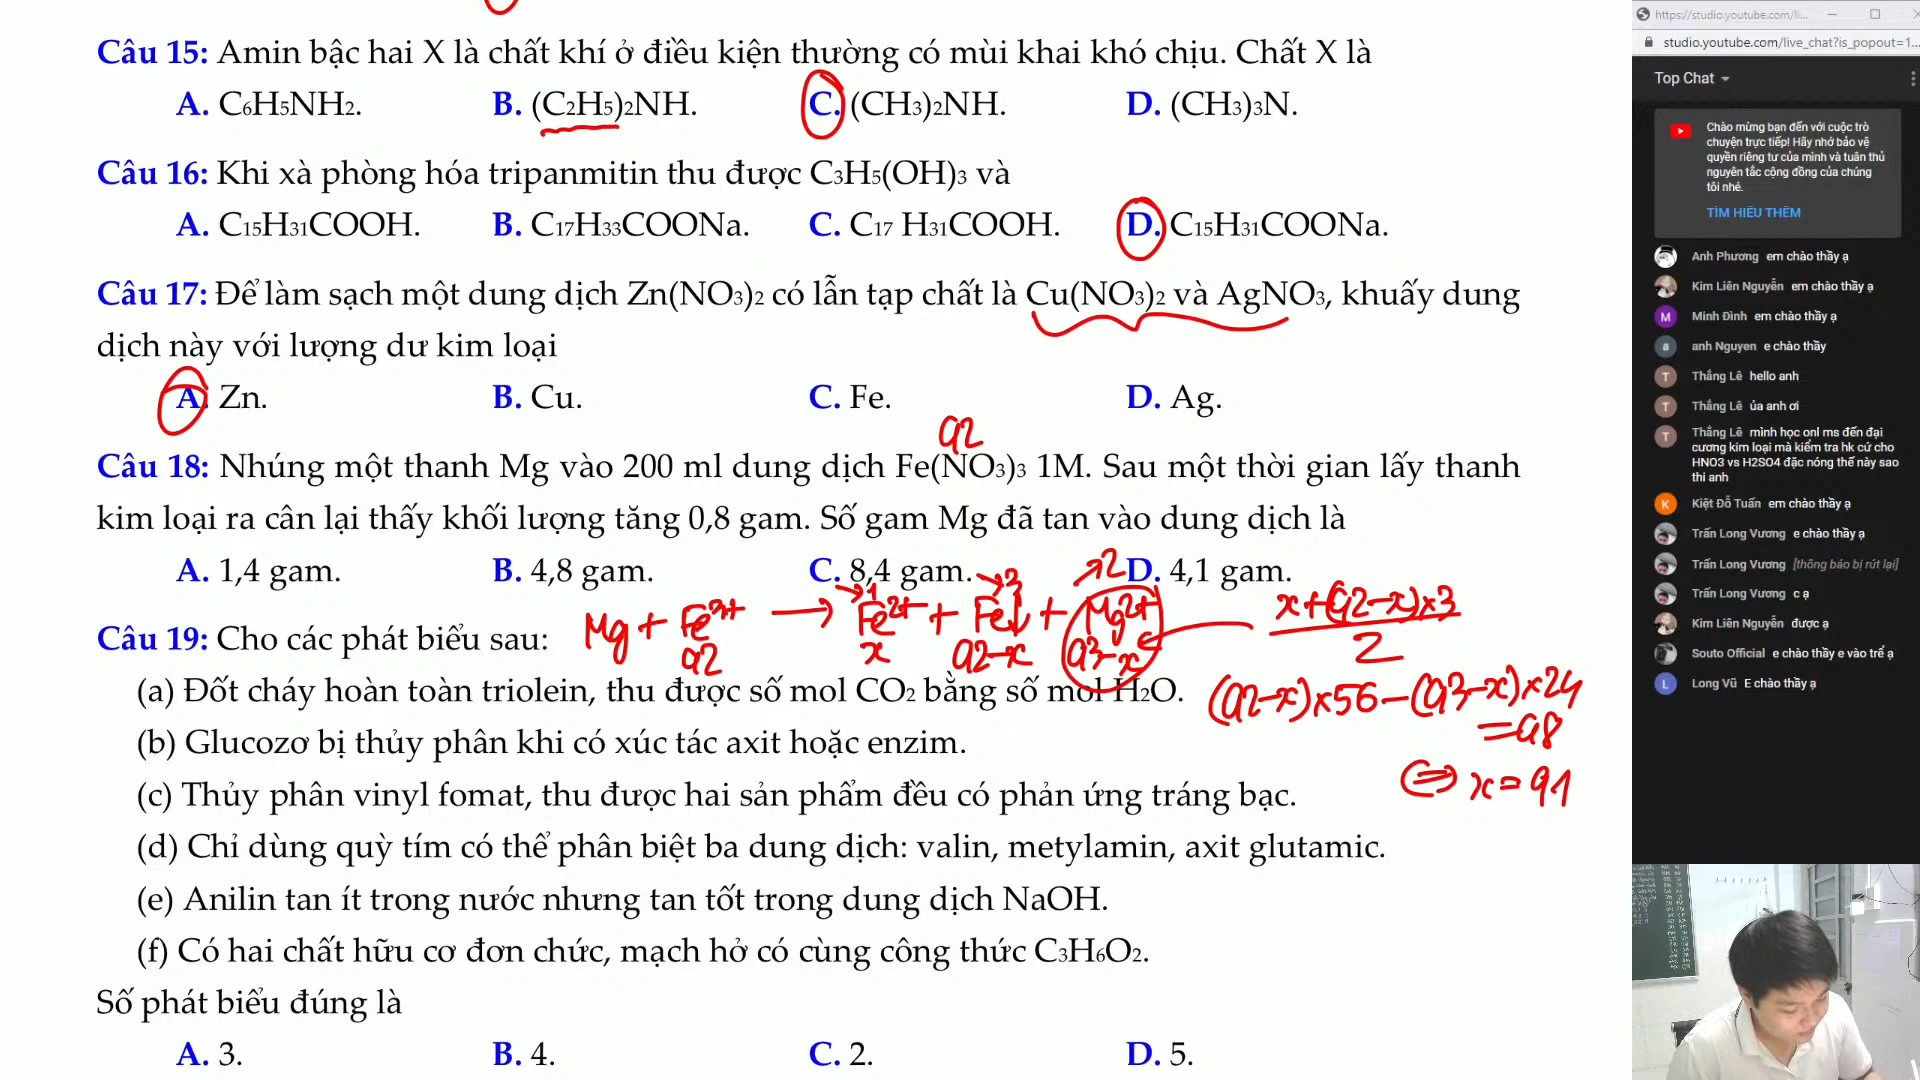 Câu 15: Amin bậc hai X là chất khí ở điều kiện thường có mùi khai khó chịu. Chất X là
A. C6H5NH2. B. (C2H5)2NH. C. (CH3)2NH. D. (CH3)3N.
Câu 16: Khi xà phòng hóa tripanmitin thu được C3H5(OH)3 và
A. C15H31COOH. B. C17H33COONa. C. C17 H31COOH. D. C15H31COONa.
Câu 17: Để làm sạch một dung dịch Zn(NO3)2 có lẫn tạp chất là Cu(NO3)2 và AgNO3, khuấy dung
dịch này với lượng dư kim loại
A. Zn. B. Cu. C. Fe. D. Ag.
0,2
Câu 18: Nhúng một thanh Mg vào 200 ml dung dịch Fe(NO3)3 1M. Sau một thời gian lấy thanh
kim loại ra cân lại thấy khối lượng tăng 0,8 gam. Số gam Mg đã tan vào dung dịch là
A. 1,4 gam. B. 4,8 gam. C. 8,4 gam. D. 4,1 gam.
→1 →3 →2
Mg + Fe3+ → Fe2+ + Fe↓ + Mg2+
0,2 x 0,2-x 0,3-x
x+(0,2-x)×3
2
(0,2-x)×56-(0,3-x)×24
=0,8
⇔ x=0,1
Câu 19: Cho các phát biểu sau:
(a) Đốt cháy hoàn toàn triolein, thu được số mol CO2 bằng số mol H2O.
(b) Glucozơ bị thủy phân khi có xúc tác axit hoặc enzim.
(c) Thủy phân vinyl fomat, thu được hai sản phẩm đều có phản ứng tráng bạc.
(d) Chỉ dùng quỳ tím có thể phân biệt ba dung dịch: valin, metylamin, axit glutamic.
(e) Anilin tan ít trong nước nhưng tan tốt trong dung dịch NaOH.
(f) Có hai chất hữu cơ đơn chức, mạch hở có cùng công thức C3H6O2.
Số phát biểu đúng là
A. 3. B. 4. C. 2. D. 5.
https://studio.youtube.com/li...
studio.youtube.com/live_chat?is_popout=1...
Top Chat
Chào mừng bạn đến với cuộc trò
chuyện trực tiếp! Hãy nhớ bảo vệ
quyền riêng tư của mình và tuân thủ
nguyên tắc cộng đồng của chúng
tôi nhé.
TÌM HIỂU THÊM
Anh Phương em chào thầy ạ
Kim Liên Nguyễn em chào thầy ạ
M Minh Đình em chào thầy ạ
a anh Nguyen e chào thầy
T Thắng Lê hello anh
T Thắng Lê ủa anh ơi
T Thắng Lê mình học onl ms đến đại
cương kim loại mà kiểm tra hk cứ cho
HNO3 vs H2SO4 đặc nóng thế này sao
thi anh
K Kiệt Đỗ Tuấn em chào thầy ạ
Trần Long Vương e chào thầy ạ
Trần Long Vương [thông báo bị rút lại]
Trần Long Vương c ạ
Kim Liên Nguyễn được ạ
Souto Official e chào thầy e vào trể ạ
L Long Vũ E chào thầy ạ